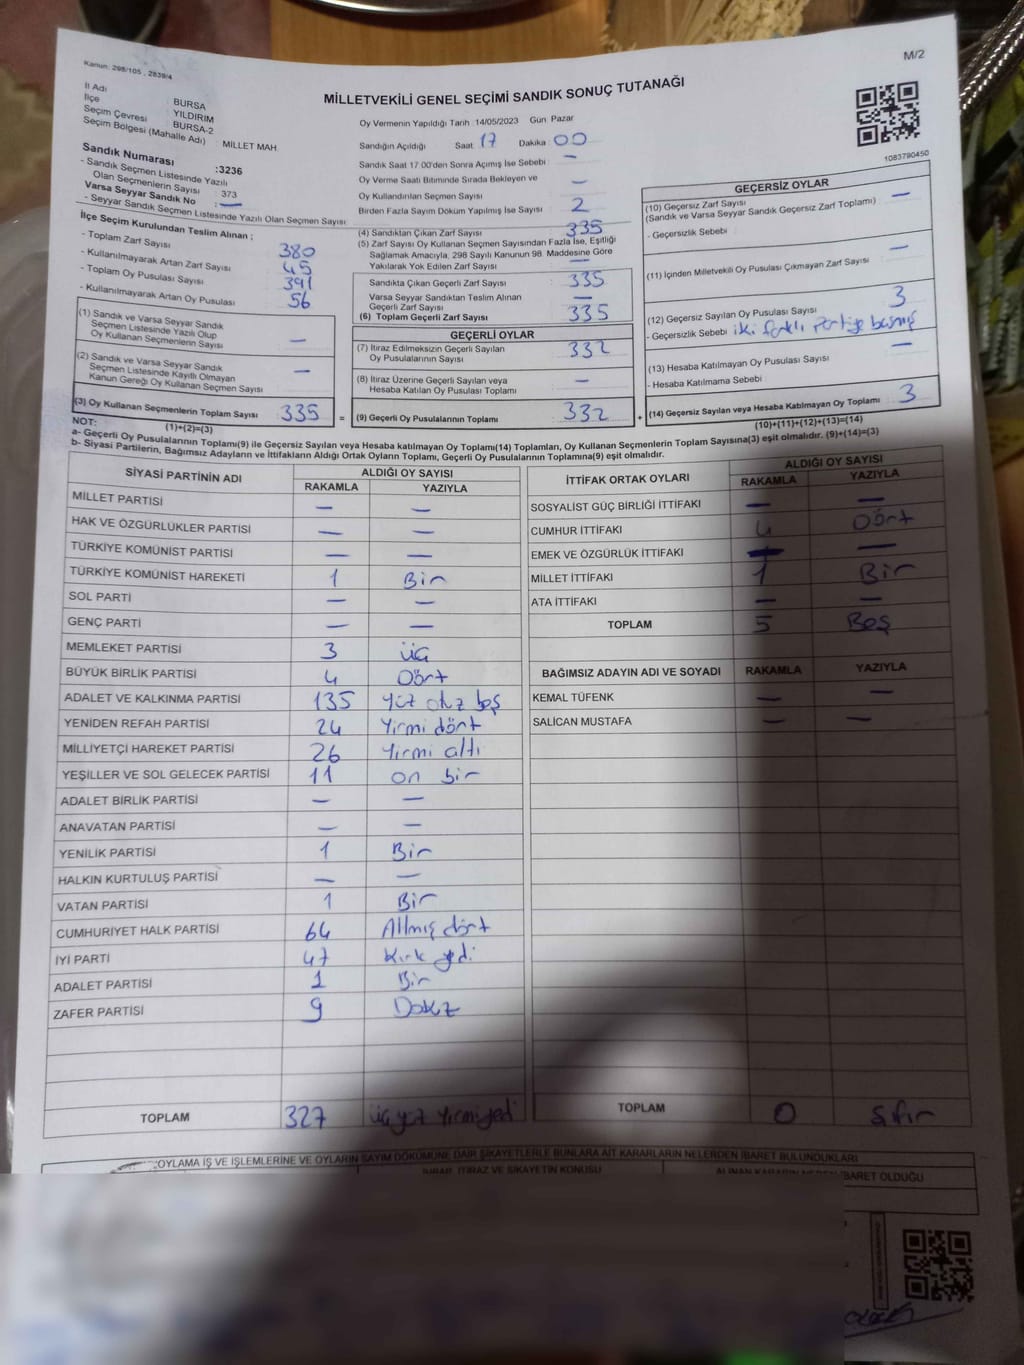 Kanun: 298/105 , 2839/4
M/2
MİLLETVEKİLİ GENEL SEÇİMİ SANDIK SONUÇ TUTANAĞI
İl Adı : BURSA
İlçe : YILDIRIM
Seçim Çevresi : BURSA-2
Seçim Bölgesi (Mahalle Adı) : MİLLET MAH
Sandık Numarası :3236
- Sandık Seçmen Listesinde Yazılı
Olan Seçmenlerin Sayısı : 373
Varsa Seyyar Sandık No : —
- Seyyar Sandık Seçmen Listesinde Yazılı Olan Seçmen Sayısı
İlçe Seçim Kurulundan Teslim Alınan ;
- Toplam Zarf Sayısı 380
- Kullanılmayarak Artan Zarf Sayısı 45
- Toplam Oy Pusulası Sayısı 391
- Kullanılmayarak Artan Oy Pusulası 56
(1) Sandık ve Varsa Seyyar Sandık
Seçmen Listesinde Yazılı Olup
Oy Kullanan Seçmenlerin Sayısı —
(2) Sandık ve Varsa Seyyar Sandık
Seçmen Listesinde Kayıtlı Olmayan
Kanun Gereği Oy Kullanan Seçmen Sayısı —
(3) Oy Kullanan Seçmenlerin Toplam Sayısı 335 =
(1)+(2)=(3)
Oy Vermenin Yapıldığı Tarih :14/05/2023 Gün Pazar
Sandığın Açıldığı Saat 17 Dakika 00
Sandık Saat 17.00'den Sonra Açımış İse Sebebi : —
Oy Verme Saati Bitiminde Sırada Bekleyen ve
Oy Kullandırılan Seçmen Sayısı : —
Birden Fazla Sayım Döküm Yapılmış İse Sayısı : 2
(4) Sandıktan Çıkan Zarf Sayısı : 335
(5) Zarf Sayısı Oy Kullanan Seçmen Sayısından Fazla İse, Eşitliği
Sağlamak Amacıyla, 298 Sayılı Kanunun 98. Maddesine Göre
Yakılarak Yok Edilen Zarf Sayısı : —
Sandıkta Çıkan Geçerli Zarf Sayısı : 335
Varsa Seyyar Sandıktan Teslim Alınan
Geçerli Zarf Sayısı : —
(6) Toplam Geçerli Zarf Sayısı : 335
GEÇERLİ OYLAR
(7) İtiraz Edilmeksizin Geçerli Sayılan
Oy Pusulalarının Sayısı : 332
(8) İtiraz Üzerine Geçerli Sayılan veya
Hesaba Katılan Oy Pusulası Toplamı : —
(9) Geçerli Oy Pusulalarının Toplamı : 332 +
1083790450
GEÇERSİZ OYLAR
(10) Geçersiz Zarf Sayısı —
(Sandık ve Varsa Seyyar Sandık Geçersiz Zarf Toplamı)
- Geçersizlik Sebebi :
(11) İçinden Milletvekili Oy Pusulası Çıkmayan Zarf Sayısı : —
(12) Geçersiz Sayılan Oy Pusulası Sayısı : 3
- Geçersizlik Sebebi : iki farklı Partiye basmış
(13) Hesaba Katılmayan Oy Pusulası Sayısı : —
- Hesaba Katılmama Sebebi :
(14) Geçersiz Sayılan veya Hesaba Katılmayan Oy Toplamı : 3
(10)+(11)+(12)+(13)=(14)
NOT:
a- Geçerli Oy Pusulalarının Toplamı(9) ile Geçersiz Sayılan veya Hesaba katılmayan Oy Toplamı(14) Toplamları, Oy Kullanan Seçmenlerin Toplam Sayısına(3) eşit olmalıdır. (9)+(14)=(3)
b- Siyasi Partilerin, Bağımsız Adayların ve İttifakların Aldığı Ortak Oyların Toplamı, Geçerli Oy Pusulalarının Toplamına(9) eşit olmalıdır.
SİYASİ PARTİNİN ADI ALDIĞI OY SAYISI
RAKAMLA YAZIYLA
MİLLET PARTİSİ — —
HAK VE ÖZGÜRLÜKLER PARTİSİ — —
TÜRKİYE KOMÜNİST PARTİSİ — —
TÜRKİYE KOMÜNİST HAREKETİ 1 Bir
SOL PARTİ — —
GENÇ PARTİ — —
MEMLEKET PARTİSİ 3 üç
BÜYÜK BİRLİK PARTİSİ 4 Dört
ADALET VE KALKINMA PARTİSİ 135 yüz otuz beş
YENİDEN REFAH PARTİSİ 24 Yirmi dört
MİLLİYETÇİ HAREKET PARTİSİ 26 Yirmi altı
YEŞİLLER VE SOL GELECEK PARTİSİ 11 on bir
ADALET BİRLİK PARTİSİ — —
ANAVATAN PARTİSİ — —
YENİLİK PARTİSİ 1 Bir
HALKIN KURTULUŞ PARTİSİ — —
VATAN PARTİSİ 1 Bir
CUMHURİYET HALK PARTİSİ 64 Altmış dört
İYİ PARTİ 47 Kırk yedi
ADALET PARTİSİ 1 Bir
ZAFER PARTİSİ 9 Dokuz
TOPLAM 327 üç yüz Yirmi yedi
İTTİFAK ORTAK OYLARI ALDIĞI OY SAYISI
RAKAMLA YAZIYLA
SOSYALİST GÜÇ BİRLİĞİ İTTİFAKI — —
CUMHUR İTTİFAKI 4 Dört
EMEK VE ÖZGÜRLÜK İTTİFAKI — —
MİLLET İTTİFAKI 1 Bir
ATA İTTİFAKI — —
TOPLAM 5 Beş
BAĞIMSIZ ADAYIN ADI VE SOYADI RAKAMLA YAZIYLA
KEMAL TÜFENK — —
SALİCAN MUSTAFA — —
TOPLAM 0 Sıfır
OYLAMA İŞ VE İŞLEMLERİNE VE OYLARIN SAYIM DÖKÜMÜNE DAİR ŞİKAYETLERLE BUNLARA AİT KARARLARIN NELERDEN İBARET BULUNDUKLARI
İTİRAZ VE ŞİKAYETİN KONUSU
İBARET OLDUĞU